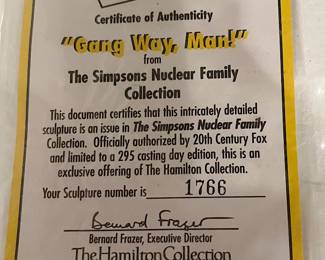 Certificate of Authenticity
"Gang Way, Man!"
from
The Simpsons Nuclear Family
Collection
This document certifies that this intricately detailed
sculpture is an issue in The Simpsons Nuclear Family
Collection. Officially authorized by 20th Century Fox
and limited to a 295 casting day edition, this is an
exclusive offering of The Hamilton Collection.
Your Sculpture number is 1766
Bernard Frazer
Bernard Frazer, Executive Director
The Hamilton Collection